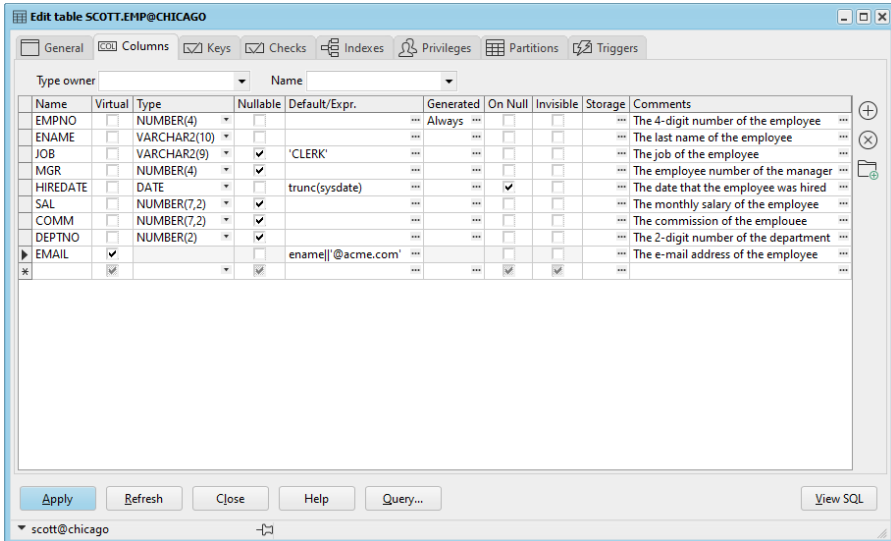 Edit table SCOTT.EMP@CHICAGO
General COL Columns Keys Checks Indexes Privileges Partitions Triggers
Type owner Name
Name Virtual Type Nullable Default/Expr. Generated On Null Invisible Storage Comments
EMPNO NUMBER(4) ... Always ... ... The 4-digit number of the employee ...
ENAME VARCHAR2(10) ... ... ... The last name of the employee ...
JOB VARCHAR2(9) 'CLERK' ... ... ... The job of the employee ...
MGR NUMBER(4) ... ... ... The employee number of the manager ...
HIREDATE DATE trunc(sysdate) ... ... ... The date that the employee was hired ...
SAL NUMBER(7,2) ... ... ... The monthly salary of the employee ...
COMM NUMBER(7,2) ... ... ... The commission of the emplouee ...
DEPTNO NUMBER(2) ... ... ... The 2-digit number of the department ...
EMAIL ename||'@acme.com' ... ... ... The e-mail address of the employee ...
* ... ... ... ...
Apply Refresh Close Help Query... View SQL
scott@chicago